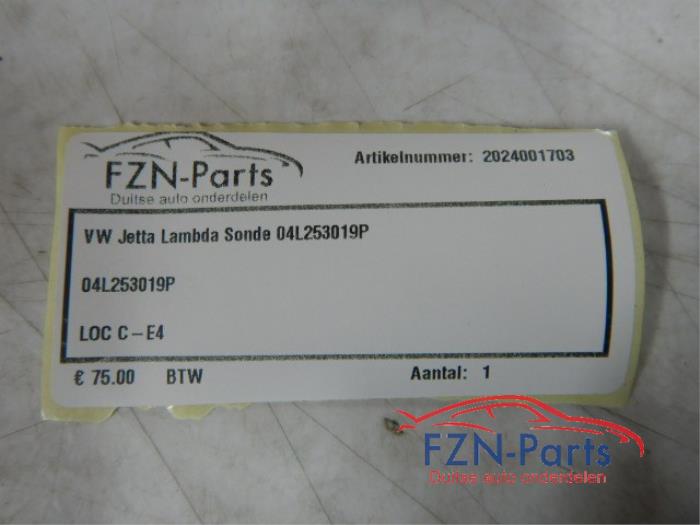 FZN-Parts
Duitse auto onderdelen
Artikelnummer: 2024001703
VW Jetta Lambda Sonde 04L253019P
04L253019P
LOC C-E4
€ 75.00 BTW
Aantal: 1
FZN-Parts
Duitse auto onderdelen